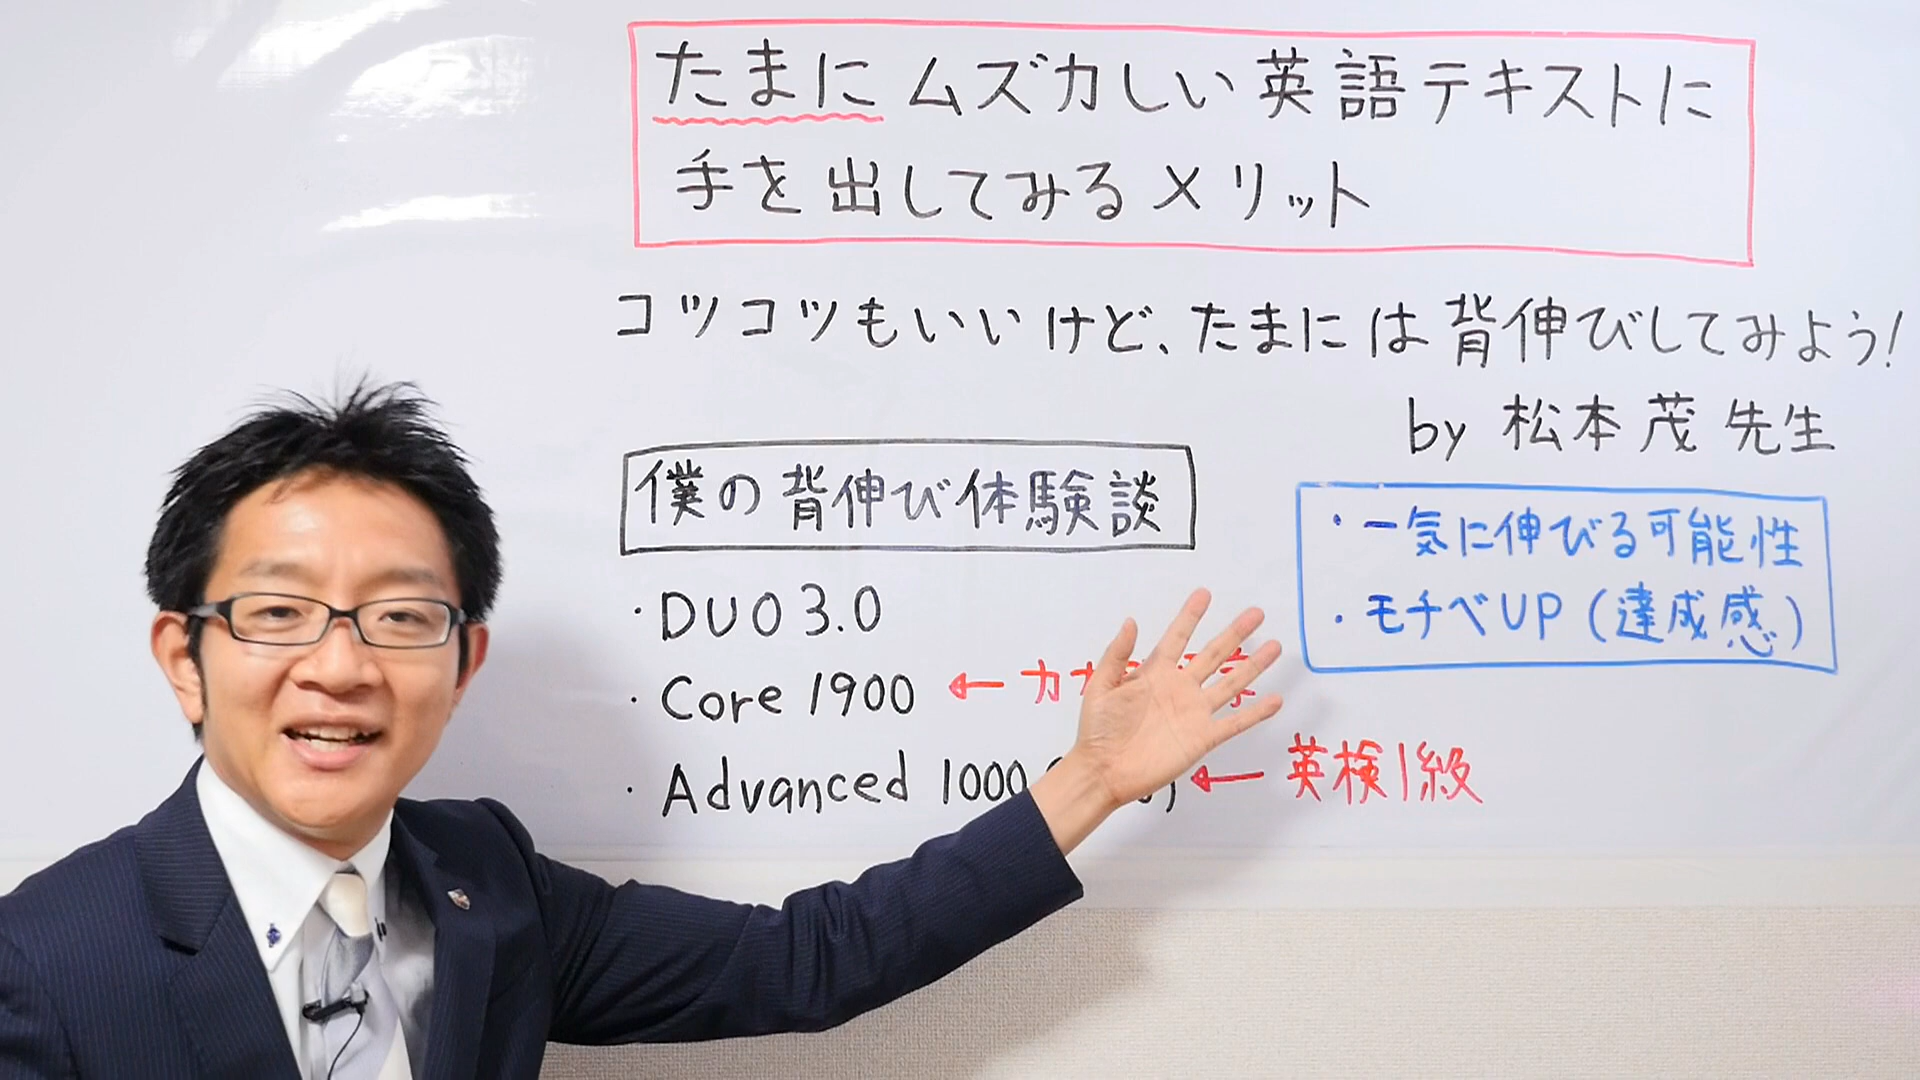 たまにムズカしい英語テキストに
手を出してみるメリット
コツコツもいいけど、たまには背伸びしてみよう!
by 松本茂先生
僕の背伸び体験談
・一気に伸びる可能性
・モチベUP(達成感)
・DUO 3.0
・Core 1900 ←
・Advanced 1000 ← 英検1級